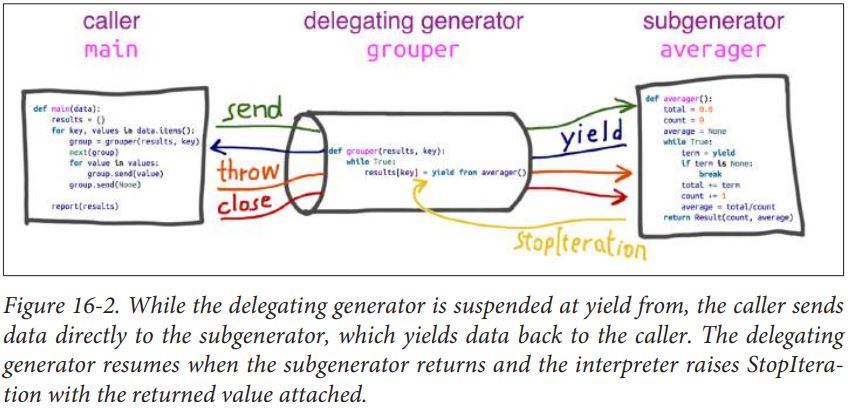 caller
main
delegating generator
grouper
subgenerator
averager
def main(data):
    results = {}
    for key, values in data.items():
        group = grouper(results, key)
        next(group)
        for value in values:
            group.send(value)
        group.send(None)
    report(results)
send
throw
close
def grouper(results, key):
    while True:
        results[key] = yield from averager()
yield
StopIteration
def averager():
    total = 0.0
    count = 0
    average = None
    while True:
        term = yield
        if term is None:
            break
        total += term
        count += 1
        average = total/count
    return Result(count, average)
Figure 16-2. While the delegating generator is suspended at yield from, the caller sends
data directly to the subgenerator, which yields data back to the caller. The delegating
generator resumes when the subgenerator returns and the interpreter raises StopItera-
tion with the returned value attached.